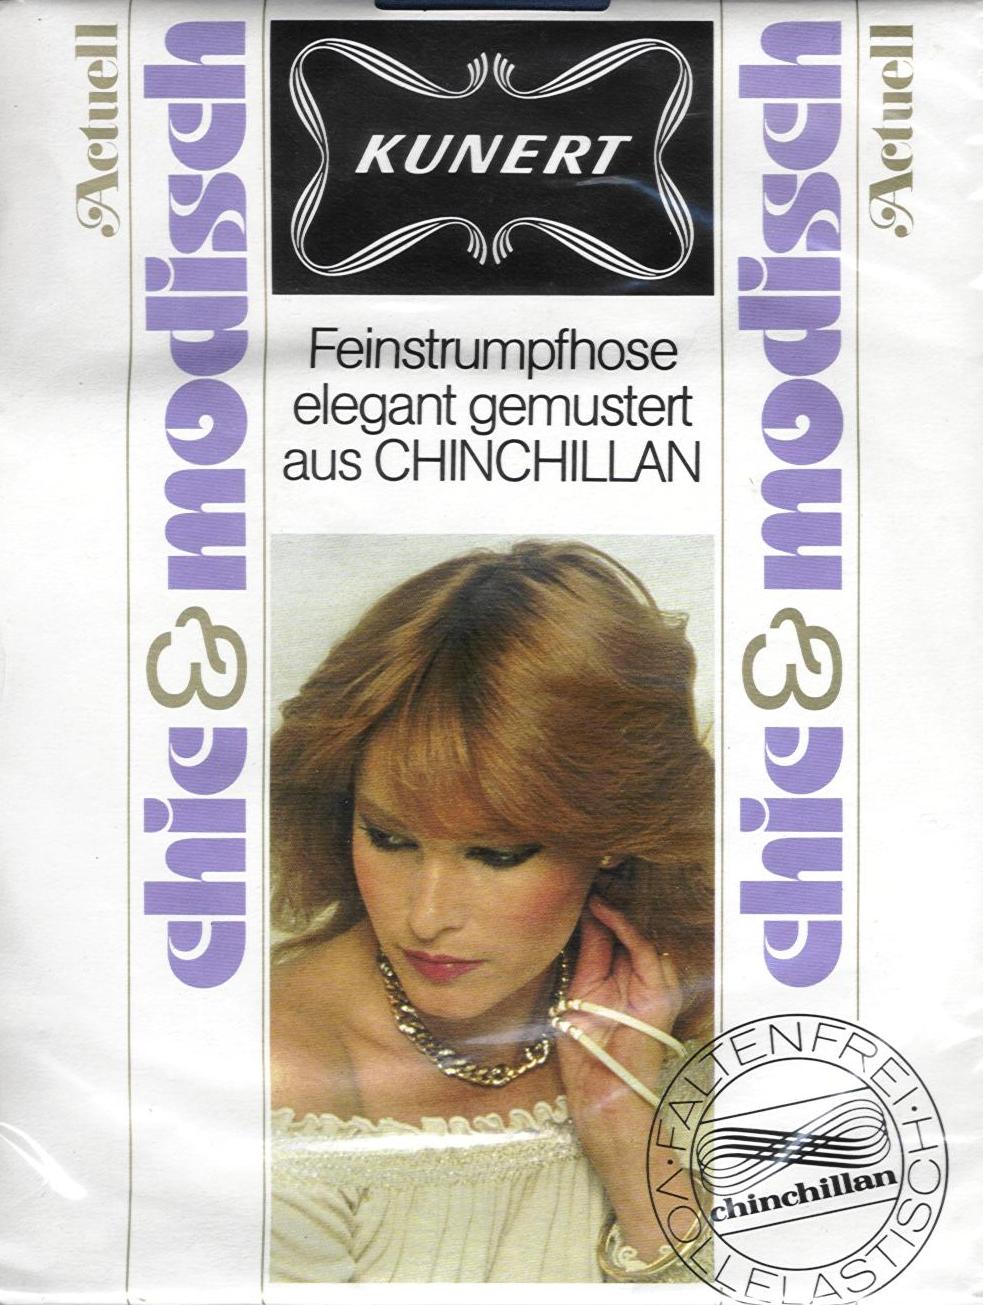 Actuell
chic & modisch
KUNERT
Feinstrumpfhose
elegant gemustert
aus CHINCHILLAN
chic & modisch
Actuell
·FALTENFREI·
chinchillan
VOLLELASTISCH